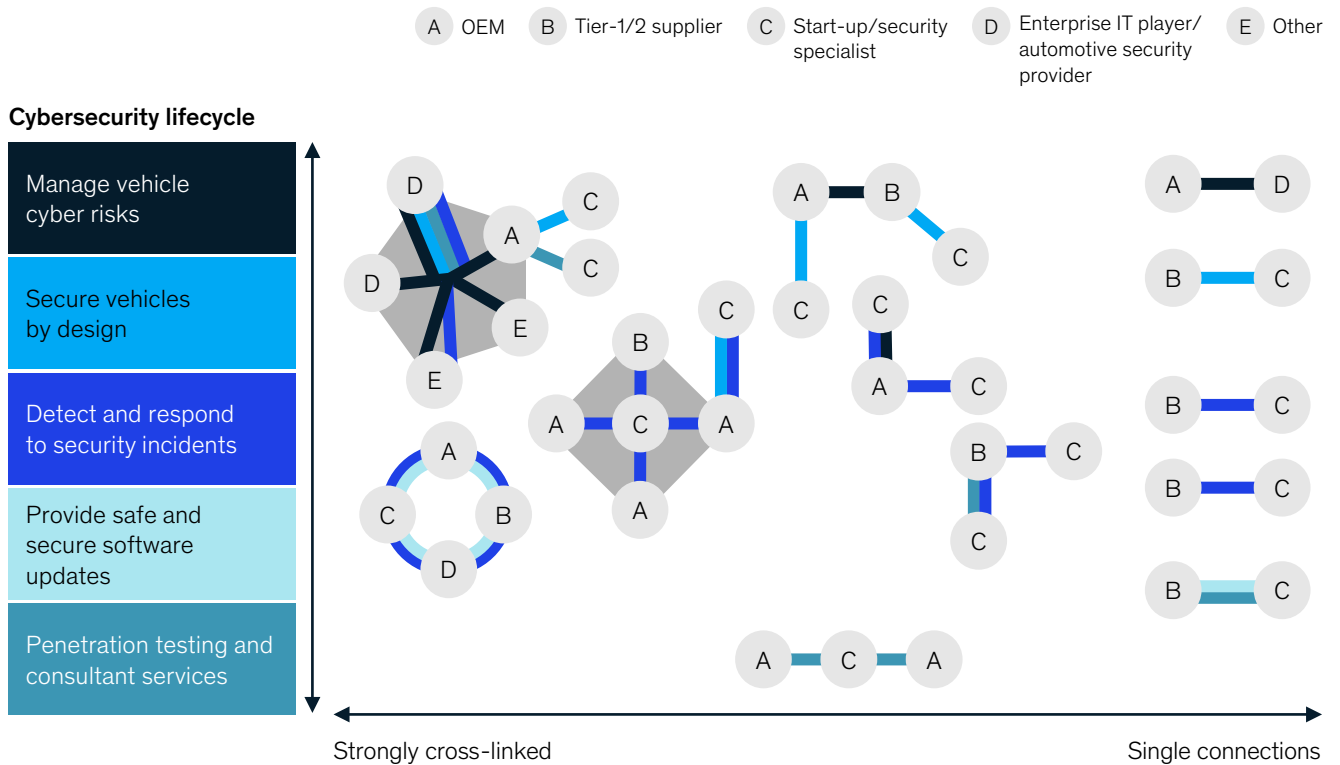 A OEM
B Tier-1/2 supplier
C Start-up/security
specialist
D Enterprise IT player/
automotive security
provider
E Other
Cybersecurity lifecycle
Manage vehicle
cyber risks
Secure vehicles
by design
Detect and respond
to security incidents
Provide safe and
secure software
updates
Penetration testing and
consultant services
D
A
C
C
D
E
E
A
C
B
D
C
B
A
C
A
A
A
B
C
C
C
A
C
B
C
C
A
C
A
A
D
B
C
B
C
B
C
B
C
Strongly cross-linked
Single connections